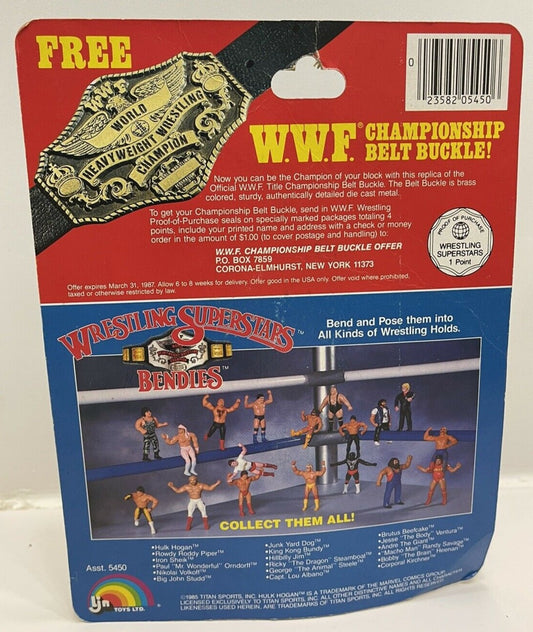 FREE
0
23582 05450
WWF
WORLD
HEAVYWEIGHT WRESTLING
CHAMPION
W.W.F.® CHAMPIONSHIP
BELT BUCKLE!
Now you can be the Champion of your block with this replica of the
Official W.W.F. Title Championship Belt Buckle. The Belt Buckle is brass
colored, sturdy, authentically detailed die cast metal.
To get your Championship Belt Buckle, send in W.W.F. Wrestling
Proof-of-Purchase seals on specially marked packages totaling 4
points, include your printed name and address with a check or money
order in the amount of $1.00 (to cover postage and handling) to:
W.W.F. CHAMPIONSHIP BELT BUCKLE OFFER
P.O. BOX 7859
CORONA-ELMHURST, NEW YORK 11373
PROOF OF PURCHASE
WRESTLING
SUPERSTARS
1 Point
Offer expires March 31, 1987. Allow 6 to 8 weeks for delivery. Offer good in the USA only. Offer void where prohibited,
taxed or otherwise restricted by law.
WRESTLING SUPERSTARS™
BENDIES™
Bend and Pose them into
All Kinds of Wrestling Holds.
COLLECT THEM ALL!
•Hulk Hogan™
•Rowdy Roddy Piper™
•Iron Sheik™
•Paul "Mr. Wonderful" Orndorff™
•Nikolai Volkoff™
•Big John Studd™
•Junk Yard Dog™
•King Kong Bundy™
•Hillbilly Jim™
•Ricky "The Dragon" Steamboat™
•George "The Animal" Steele™
•Capt. Lou Albano™
•Brutus Beefcake™
•Jesse "The Body" Ventura™
•Andre The Giant™
•"Macho Man" Randy Savage™
•Bobby "The Brain" Heenan™
•Corporal Kirchner™
Asst. 5450
ljn
TOYS LTD.
©1985 TITAN SPORTS, INC. HULK HOGAN™ IS A TRADEMARK OF THE MARVEL COMICS GROUP,
LICENSED EXCLUSIVELY TO TITAN SPORTS, INC. ALL OTHER DISTINCTIVE NAMES AND ALL CHARACTER
LIKENESSES USED HEREIN, ARE TRADEMARKS OF TITAN SPORTS, INC. ALL RIGHTS RESERVED.